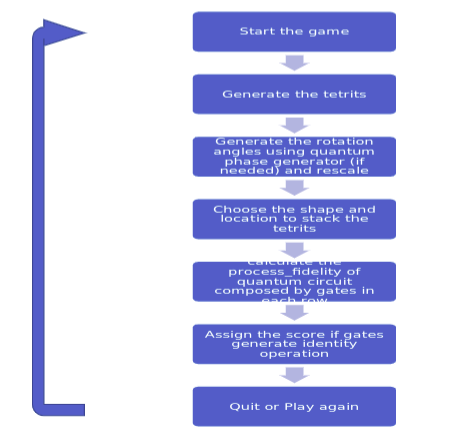 Start the game
Generate the tetrits
Generate the rotation
angles using quantum
phase generator (if
needed) and rescale
Choose the shape and
location to stack the
tetrits
calculate the
process_fidelity of
quantum circuit
composed by gates in
each row
Assign the score if gates
generate identity
operation
Quit or Play again